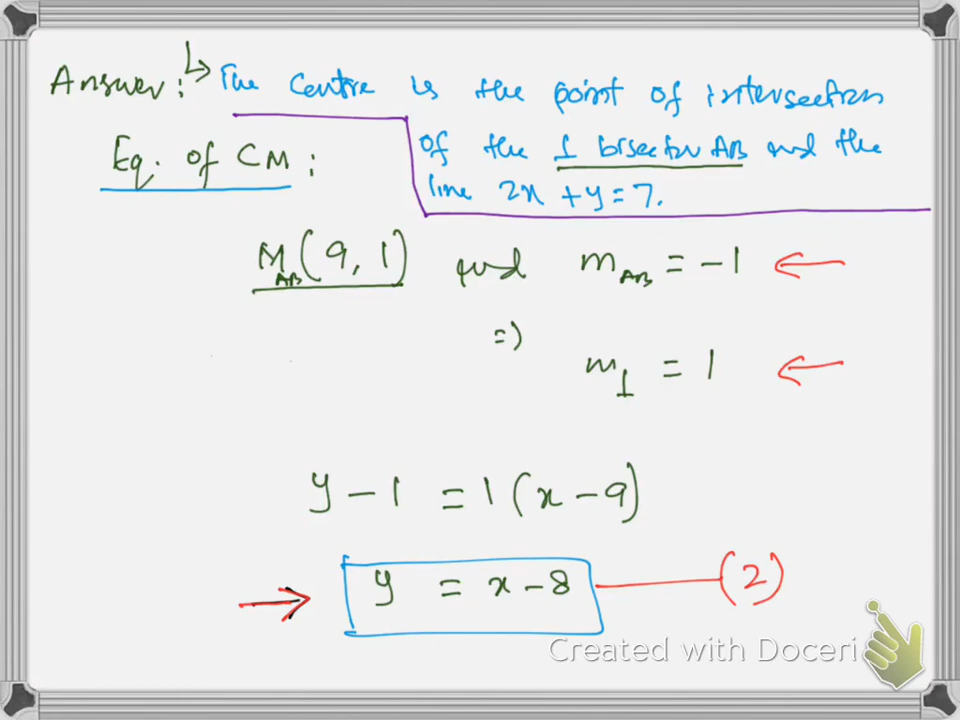 Answer: ↳ The centre is the point of intersection
of the ⊥ bisector AB and the
line 2x + y = 7.
Eq. of CM:
M_AB (9, 1) and m_AB = -1 ←
=>
m_⊥ = 1 ←
y - 1 = 1 (x - 9)
→ y = x - 8 — (2)
Created with Doceri